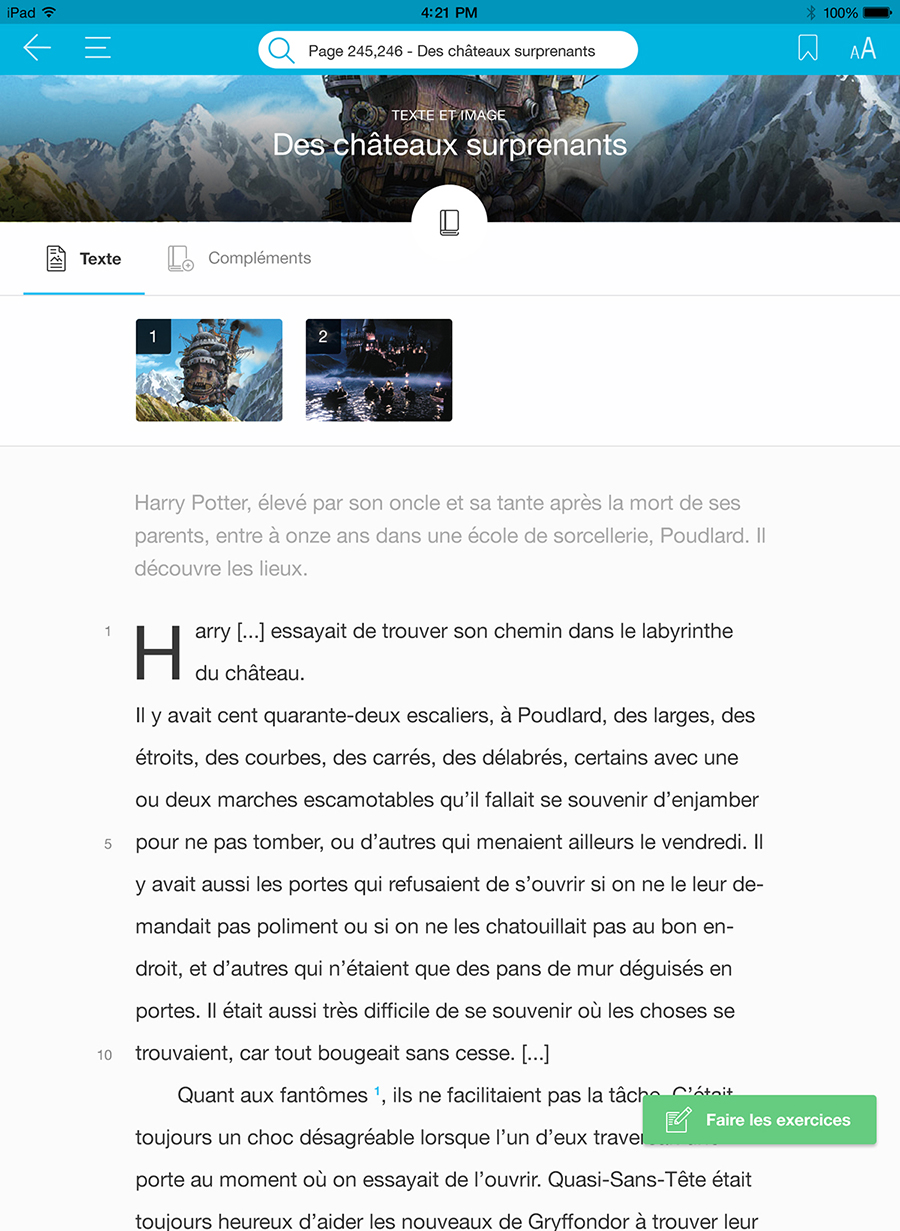 iPad 4:21 PM 100%
Page 245,246 - Des châteaux surprenants
AA
TEXTE ET IMAGE
Des châteaux surprenants
Texte Compléments
1 2
Harry Potter, élevé par son oncle et sa tante après la mort de ses
parents, entre à onze ans dans une école de sorcellerie, Poudlard. Il
découvre les lieux.
1 Harry [...] essayait de trouver son chemin dans le labyrinthe
du château.
Il y avait cent quarante-deux escaliers, à Poudlard, des larges, des
étroits, des courbes, des carrés, des délabrés, certains avec une
ou deux marches escamotables qu’il fallait se souvenir d’enjamber
5 pour ne pas tomber, ou d’autres qui menaient ailleurs le vendredi. Il
y avait aussi les portes qui refusaient de s’ouvrir si on ne le leur de-
mandait pas poliment ou si on ne les chatouillait pas au bon en-
droit, et d’autres qui n’étaient que des pans de mur déguisés en
portes. Il était aussi très difficile de se souvenir où les choses se
10 trouvaient, car tout bougeait sans cesse. [...]
Quant aux fantômes 1, ils ne facilitaient pas la tâche. C’était
toujours un choc désagréable lorsque l’un d’eux
Faire les exercices
porte au moment où on essayait de l’ouvrir. Quasi-Sans-Tête était
toujours heureux d’aider les nouveaux de Gryffondor à trouver leur